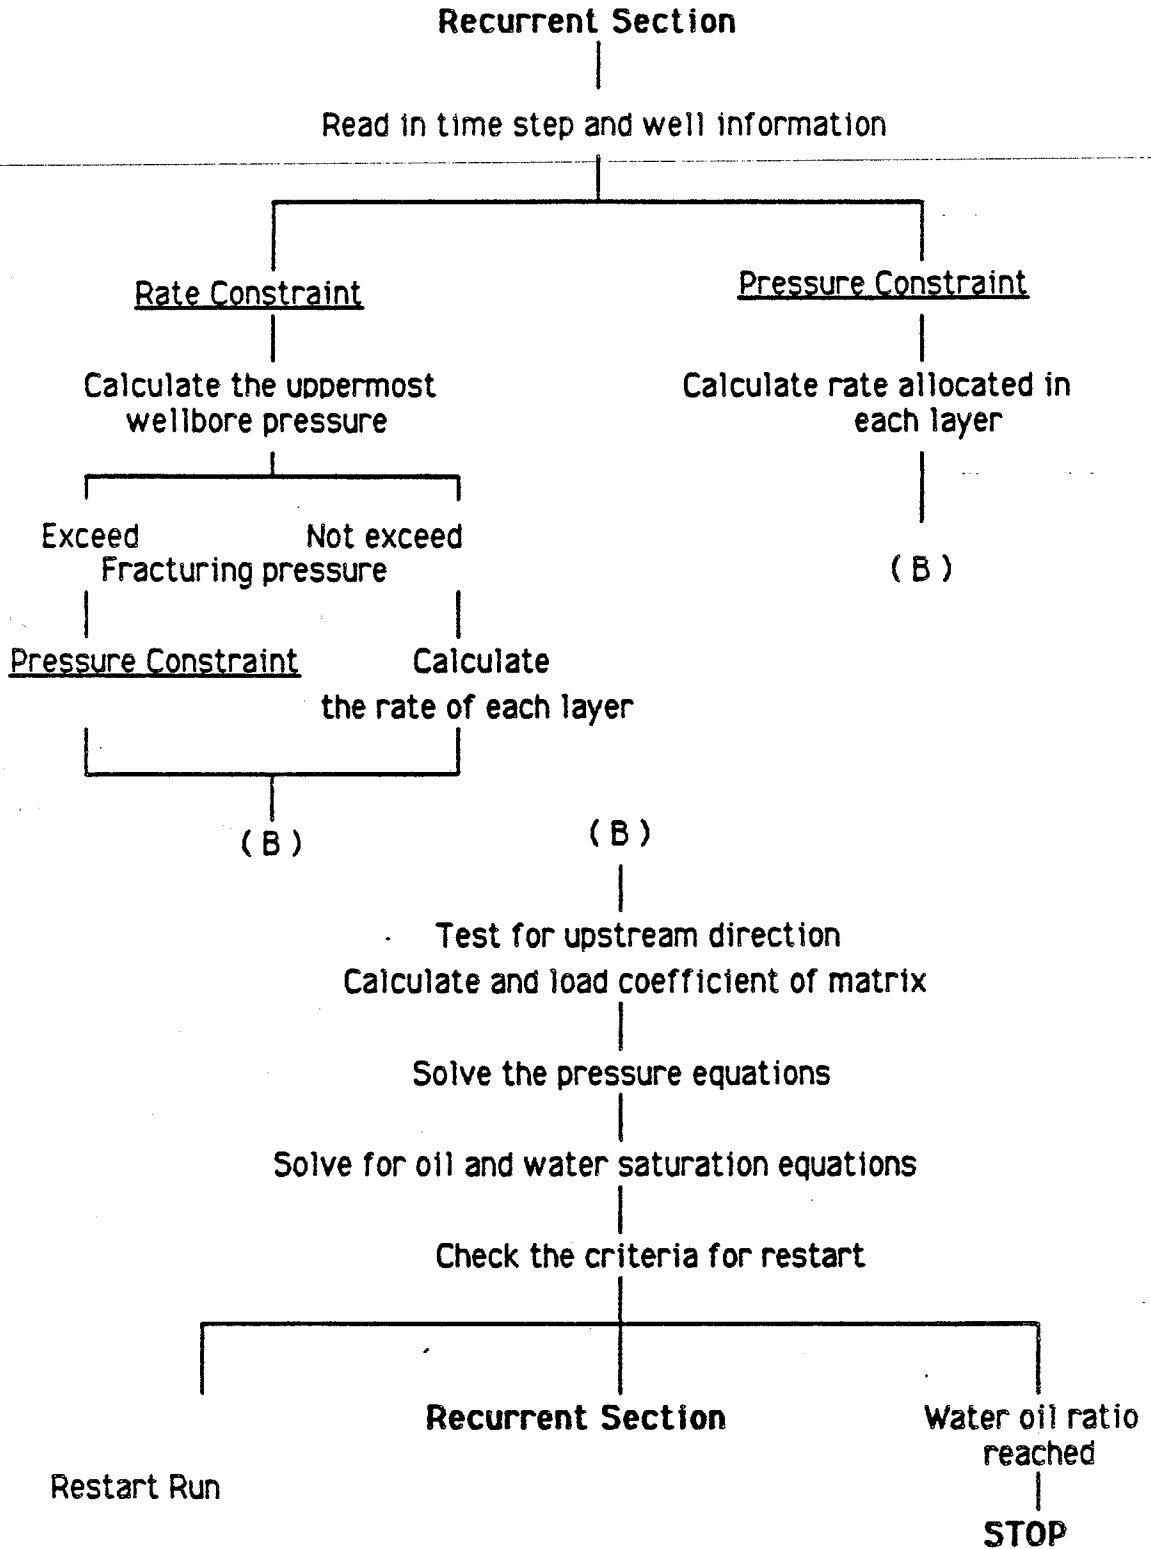 Recurrent Section
Read in time step and well information
Rate Constraint
Pressure Constraint
Calculate the uppermost
wellbore pressure
Calculate rate allocated in
each layer
Exceed
Not exceed
Fracturing pressure
( B )
Pressure Constraint
Calculate
the rate of each layer
( B )
( B )
Test for upstream direction
Calculate and load coefficient of matrix
Solve the pressure equations
Solve for oil and water saturation equations
Check the criteria for restart
Recurrent Section
Water oil ratio
reached
Restart Run
STOP